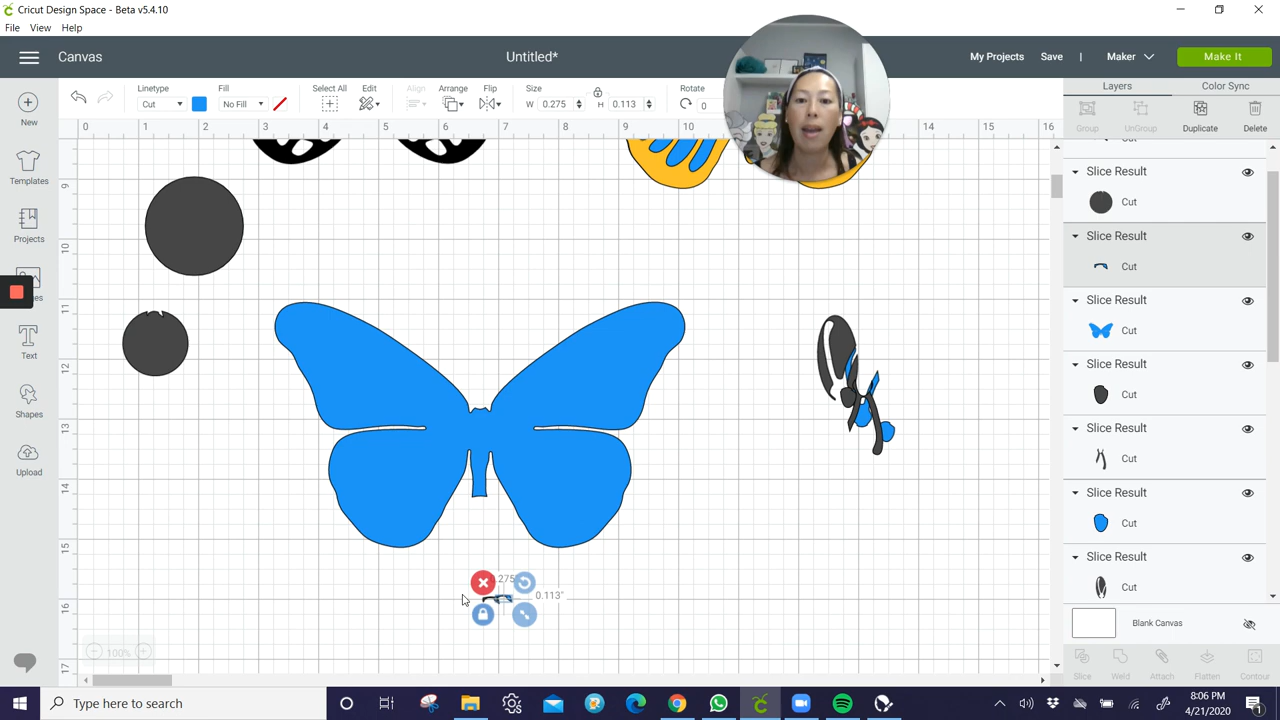 Cricut Design Space - Beta v5.4.10
File View Help
Canvas
Untitled*
My Projects Save Maker Make It
Linetype Fill Select All Edit Align Arrange Flip Size Rotate
Cut No Fill W 0.275 H 0.113 0
Layers Color Sync
Group UnGroup Duplicate Delete
0 1 2 3 4 5 6 7 8 9 10 14 15 16
9
10
11
12
13
14
15
16
17
New
Templates
Projects
Text
Shapes
Upload
Slice Result
Cut
Slice Result
Cut
Slice Result
Cut
Slice Result
Cut
Slice Result
Cut
Slice Result
Cut
Slice Result
Cut
0.275"
0.113"
100%
Blank Canvas
Slice Weld Attach Flatten Contour
Type here to search
8:06 PM
4/21/2020